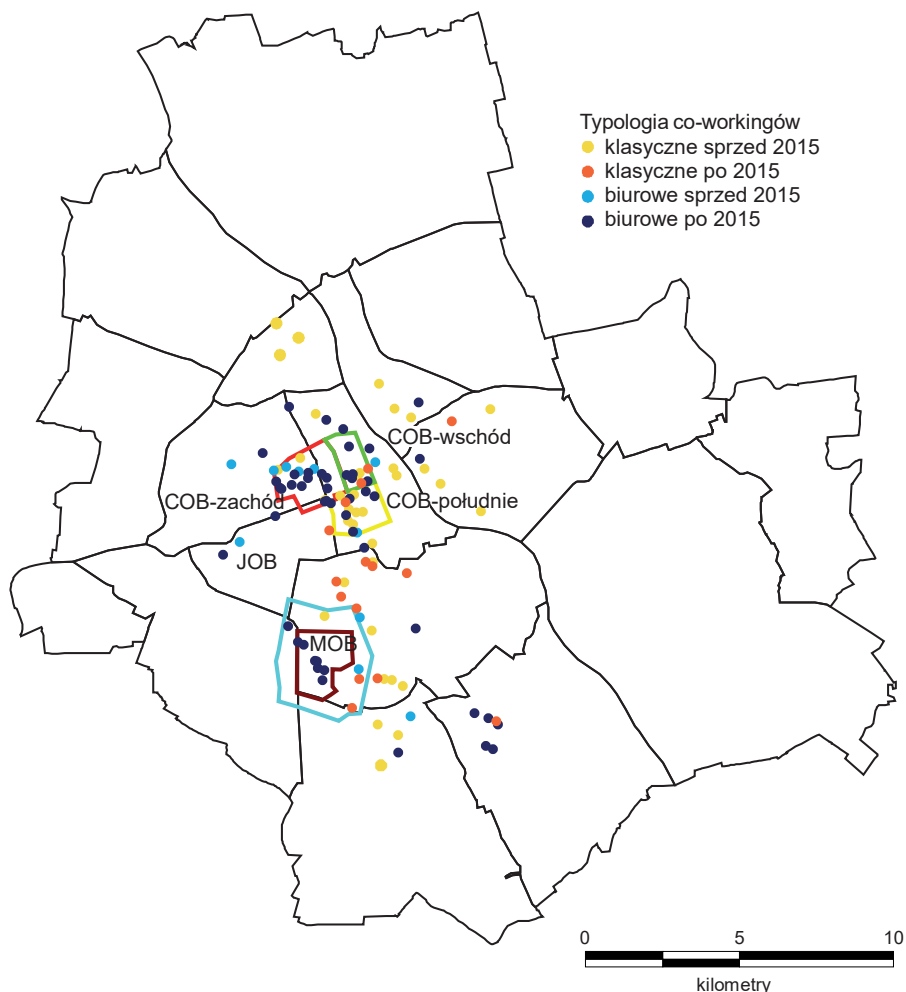 Typologia co-workingów
klasyczne sprzed 2015
klasyczne po 2015
biurowe sprzed 2015
biurowe po 2015
COB-wschód
COB-zachód
COB-południe
JOB
MOB
0 5 10
kilometry